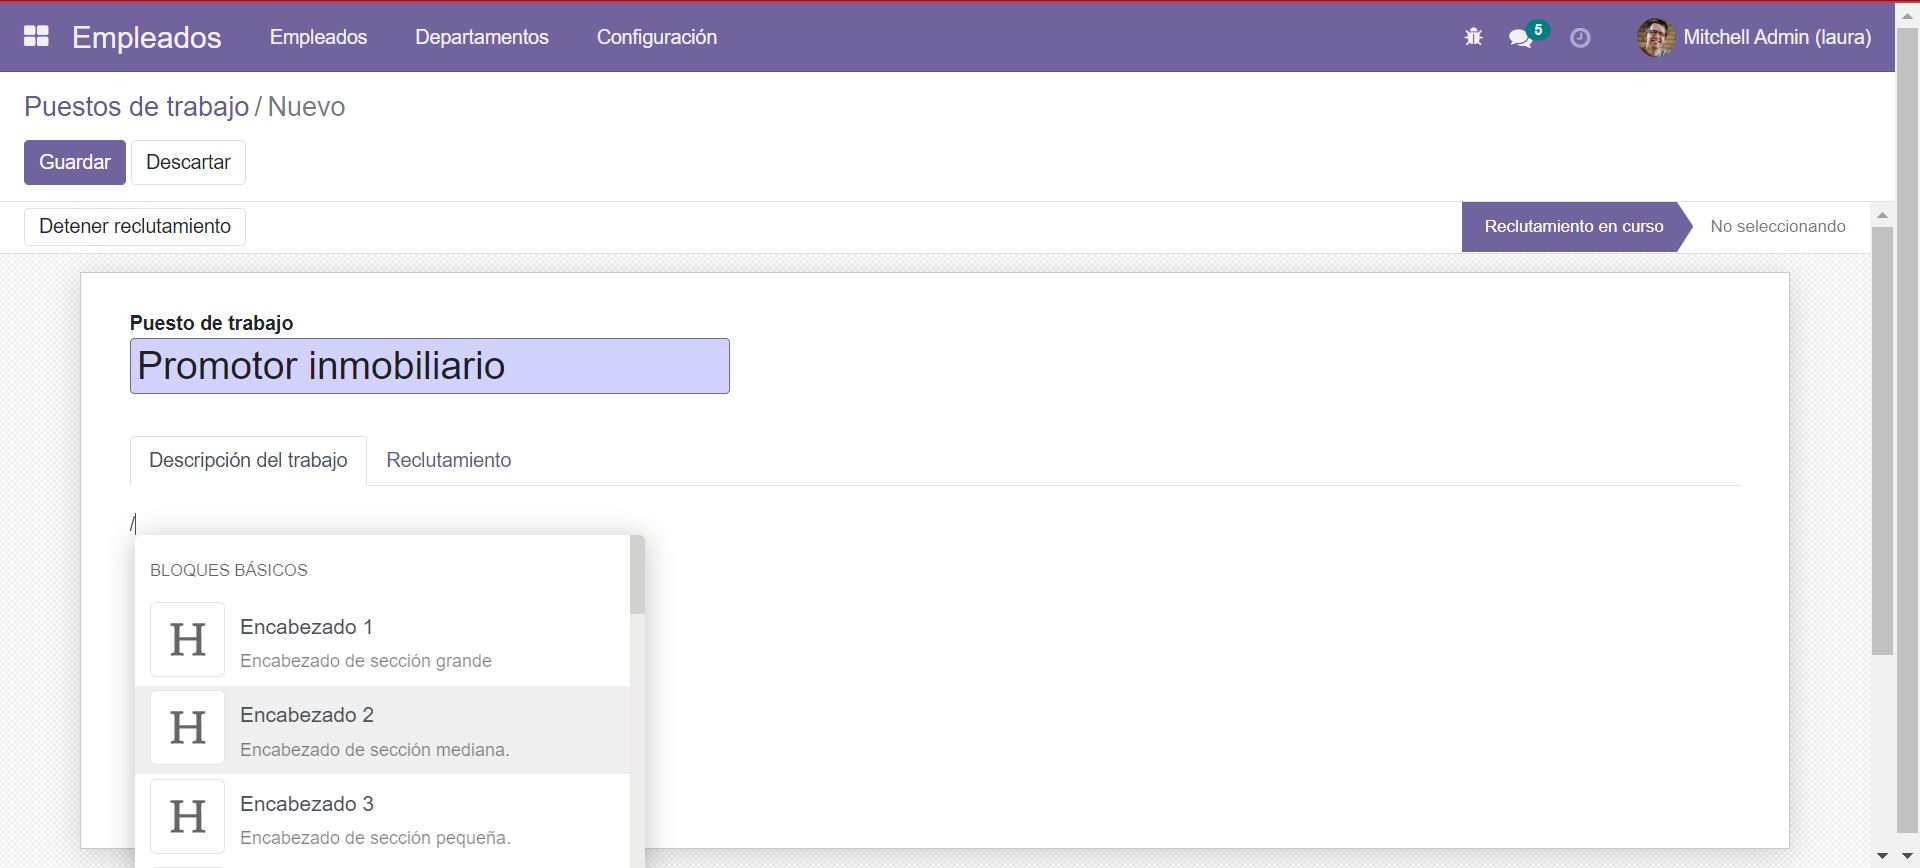 Empleados Empleados Departamentos Configuración 5 Mitchell Admin (laura)
Puestos de trabajo / Nuevo
Guardar Descartar
Detener reclutamiento Reclutamiento en curso No seleccionando
Puesto de trabajo
Promotor inmobiliario
Descripción del trabajo Reclutamiento
/
BLOQUES BÁSICOS
H Encabezado 1
Encabezado de sección grande
H Encabezado 2
Encabezado de sección mediana.
H Encabezado 3
Encabezado de sección pequeña.